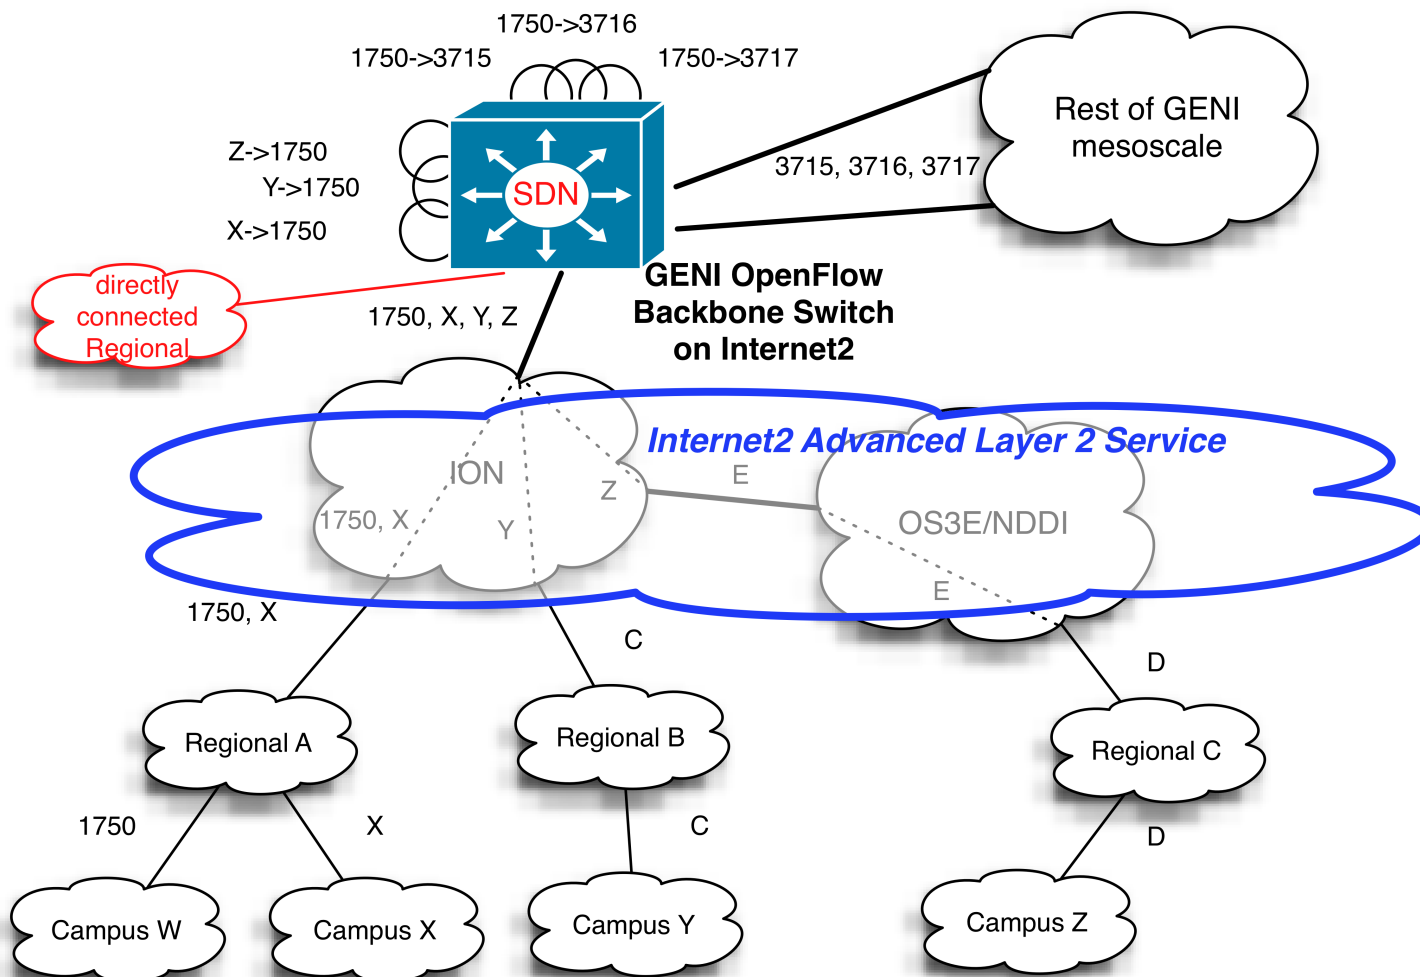 1750->3716
1750->3715
1750->3717
Rest of GENI
mesoscale
Z->1750
Y->1750
X->1750
SDN
3715, 3716, 3717
directly
connected
Regional
1750, X, Y, Z
GENI OpenFlow
Backbone Switch
on Internet2
Internet2 Advanced Layer 2 Service
ION
E
Z
1750, X
Y
OS3E/NDDI
E
1750, X
C
D
Regional A
Regional B
Regional C
1750
X
C
D
Campus W
Campus X
Campus Y
Campus Z